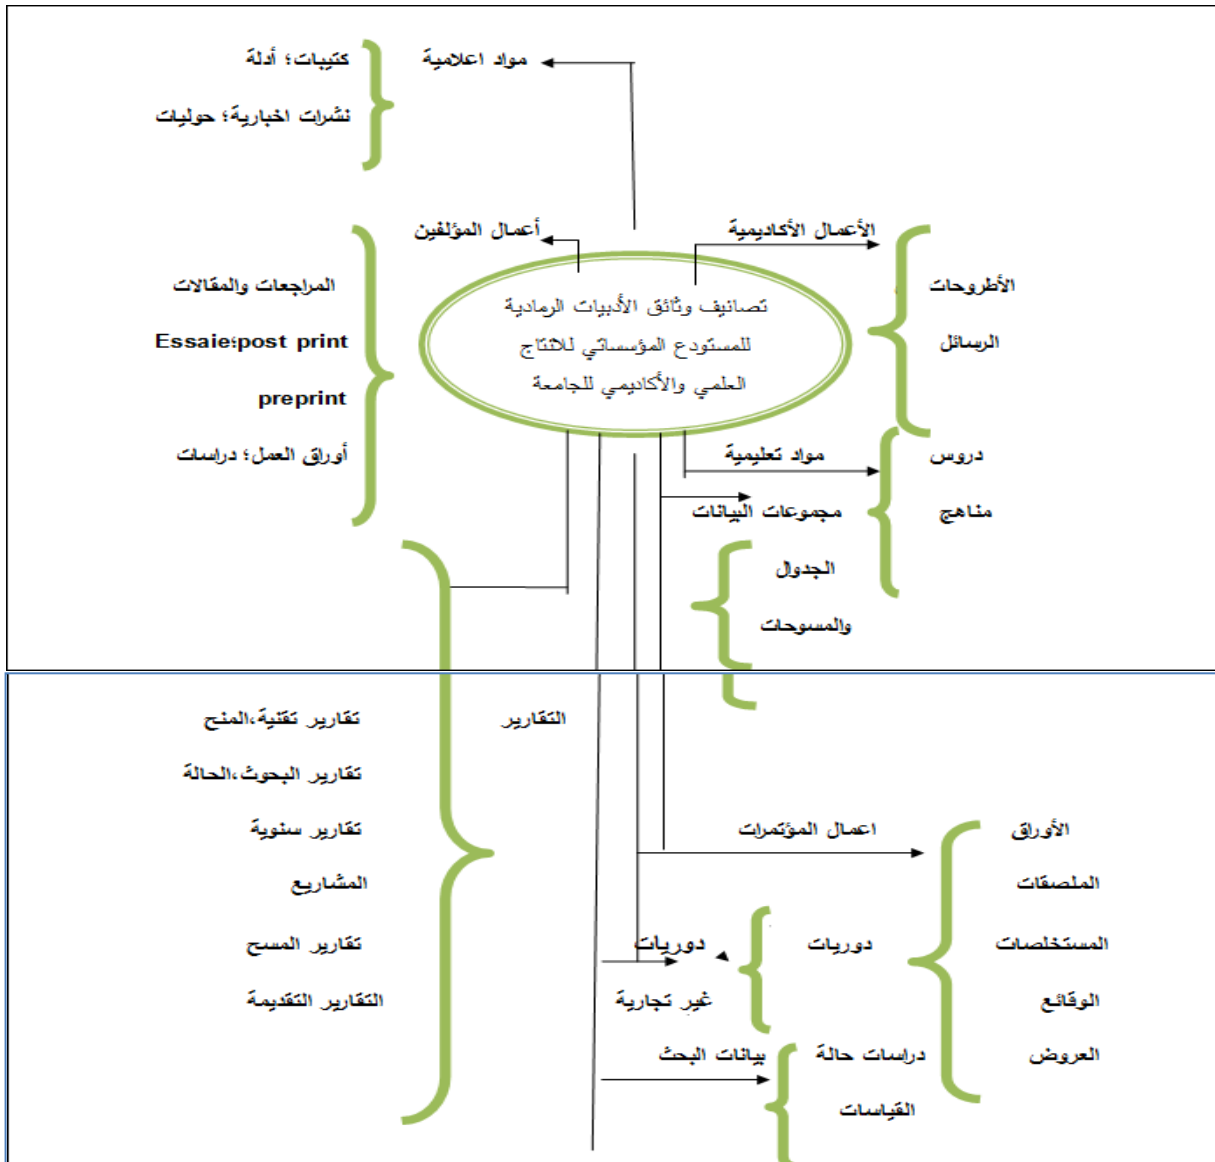 مواد اعلامية
كتيبات؛ أدلة
نشرات اخبارية؛ حوليات
الأعمال الأكاديمية
الأطروحات
الرسائل
أعمال المؤلفين
المراجعات والمقالات
Essaie؛post print
preprint
أوراق العمل؛ دراسات
تصانيف وثائق الأدبيات الرمادية
للمستودع المؤسساتي للانتاج
العلمي والأكاديمي للجامعة
مواد تعليمية
دروس
مناهج
مجموعات البيانات
الجدوال
والمسوحات
التقارير
تقارير تقنية،المنح
تقارير البحوث،الحالة
تقارير سنوية
المشاريع
تقارير المسح
التقارير التقديمة
اعمال المؤتمرات
الأوراق
الملصقات
المستخلصات
الوقائع
العروض
دوريات
غير تجارية
دوريات
بيانات البحث
دراسات حالة
القياسات